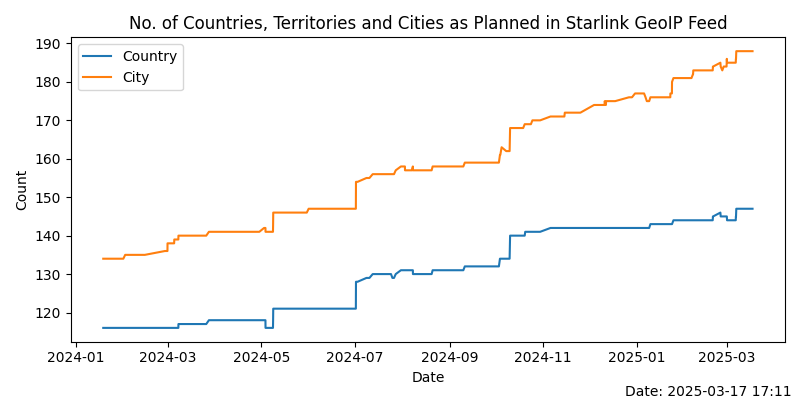 No. of Countries, Territories and Cities as Planned in Starlink GeoIP Feed
Country
City
190
180
170
160
150
140
130
120
Count
2024-01 2024-03 2024-05 2024-07 2024-09 2024-11 2025-01 2025-03
Date
Date: 2025-03-17 17:11